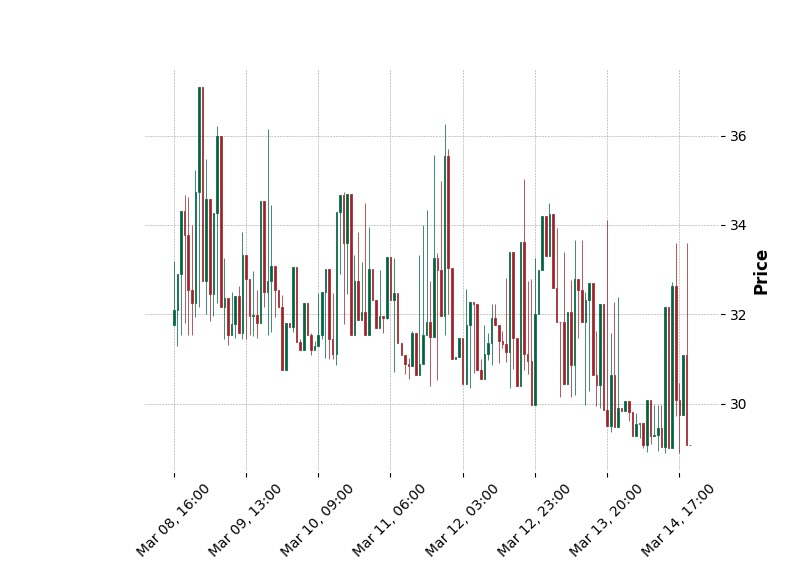 36
34
32
30
Price
Mar 08, 16:00
Mar 09, 13:00
Mar 10, 09:00
Mar 11, 06:00
Mar 12, 03:00
Mar 12, 23:00
Mar 13, 20:00
Mar 14, 17:00